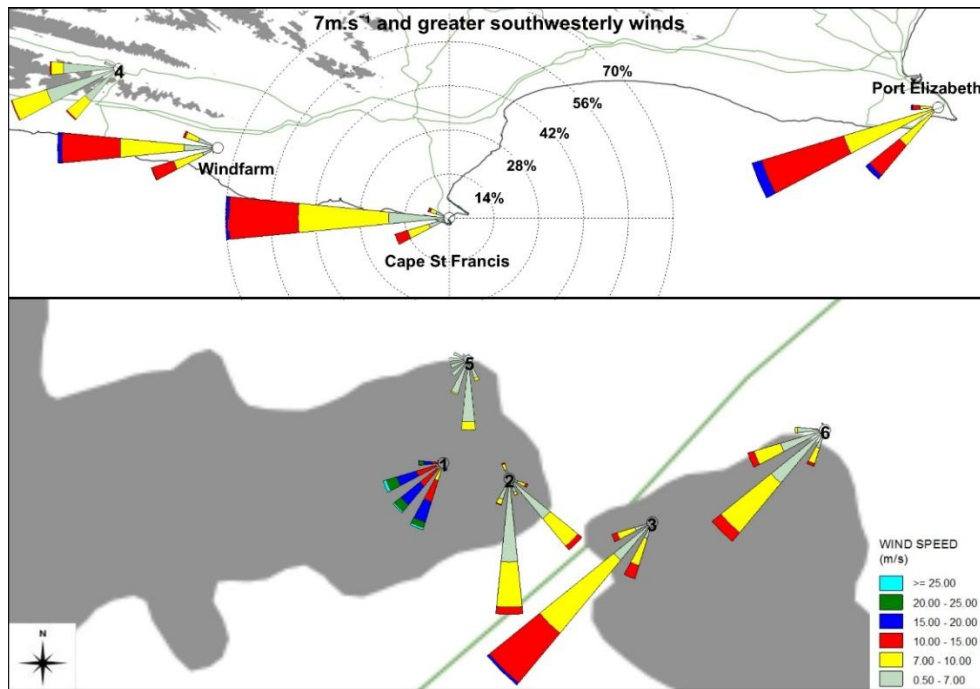 7m.s⁻¹ and greater southwesterly winds
4
70%
Port Elizabeth
56%
42%
Windfarm
28%
14%
Cape St Francis
5
6
1
2
3
WIND SPEED
(m/s)
>= 25.00
20.00 - 25.00
15.00 - 20.00
10.00 - 15.00
7.00 - 10.00
0.50 - 7.00
N